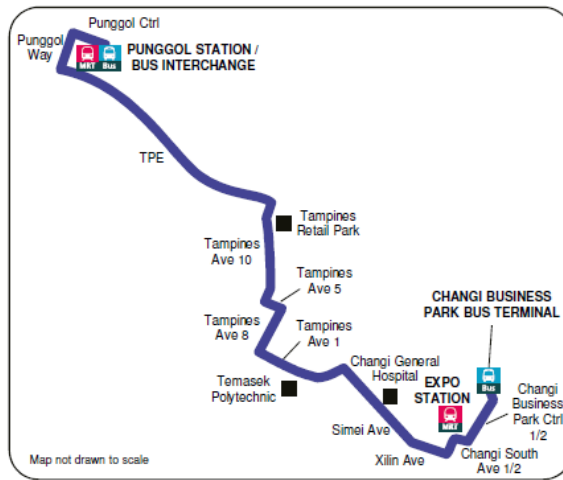 Punggol Ctrl
Punggol
Way
MRT
Bus
PUNGGOL STATION /
BUS INTERCHANGE
TPE
Tampines
Retail Park
Tampines
Ave 10
Tampines
Ave 5
Tampines
Ave 8
Tampines
Ave 1
Temasek
Polytechnic
Changi General
Hospital
CHANGI BUSINESS
PARK BUS TERMINAL
Bus
EXPO
STATION
MRT
Changi
Business
Park Ctrl
1/2
Simei Ave
Xilin Ave
Changi South
Ave 1/2
Map not drawn to scale